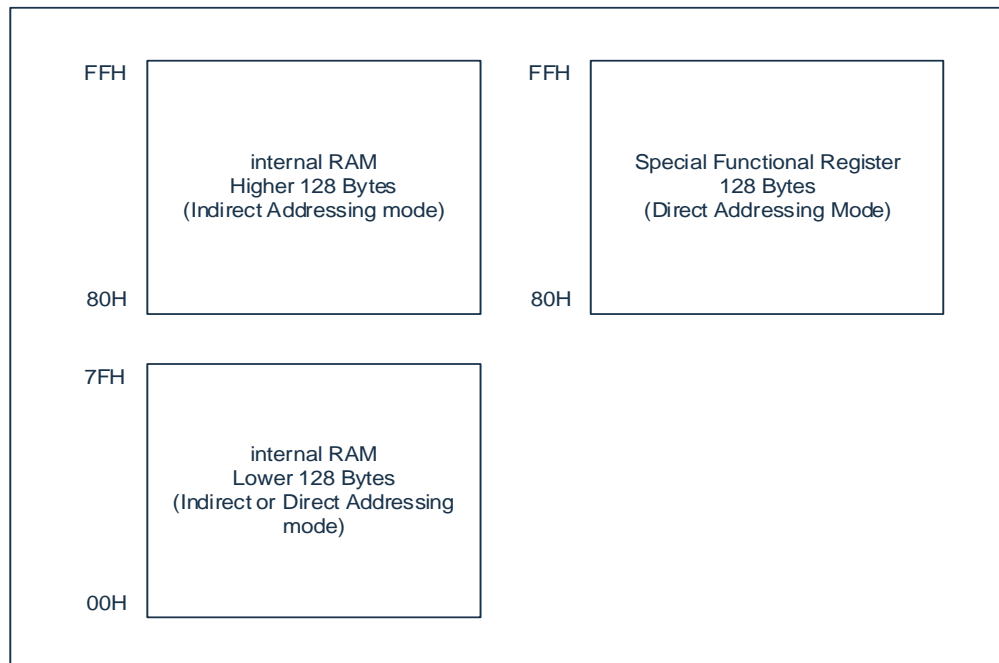 FFH
internal RAM
Higher 128 Bytes
(Indirect Addressing mode)
80H
FFH
Special Functional Register
128 Bytes
(Direct Addressing Mode)
80H
7FH
internal RAM
Lower 128 Bytes
(Indirect or Direct Addressing
mode)
00H